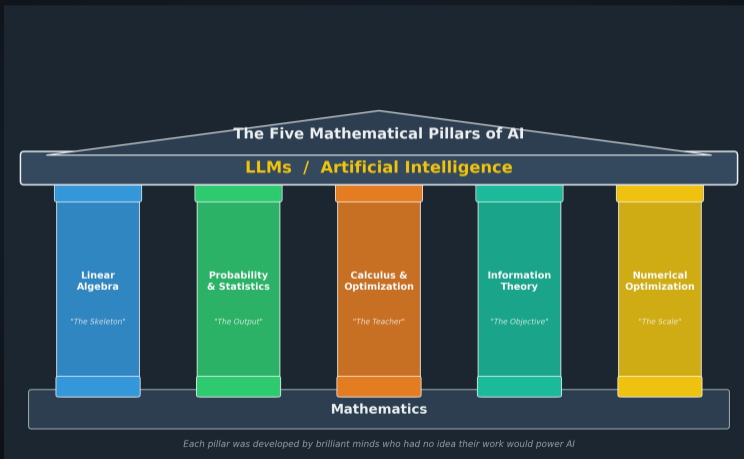 The Five Mathematical Pillars of AI
LLMs / Artificial Intelligence
Linear
Algebra
"The Skeleton"
Probability
& Statistics
"The Output"
Calculus &
Optimization
"The Teacher"
Information
Theory
"The Objective"
Numerical
Optimization
"The Scale"
Mathematics
Each pillar was developed by brilliant minds who had no idea their work would power AI